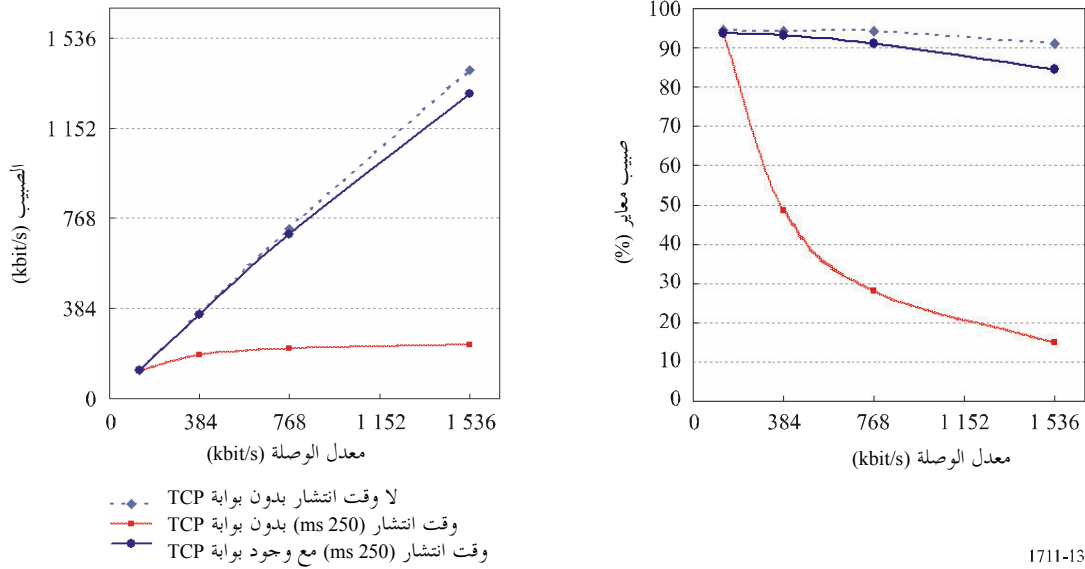 1 536
1 152
768
384
0
الصبيب (kbit/s)
0 384 768 1 152 1 536
معدل الوصلة (kbit/s)
100
90
80
70
60
50
40
30
20
10
صبيب معاير (%)
0 384 768 1 152 1 536
معدل الوصلة (kbit/s)
لا وقت انتشار بدون بوابة TCP
وقت انتشار (250 ms) بدون بوابة TCP
وقت انتشار (250 ms) مع وجود بوابة TCP
1711-13